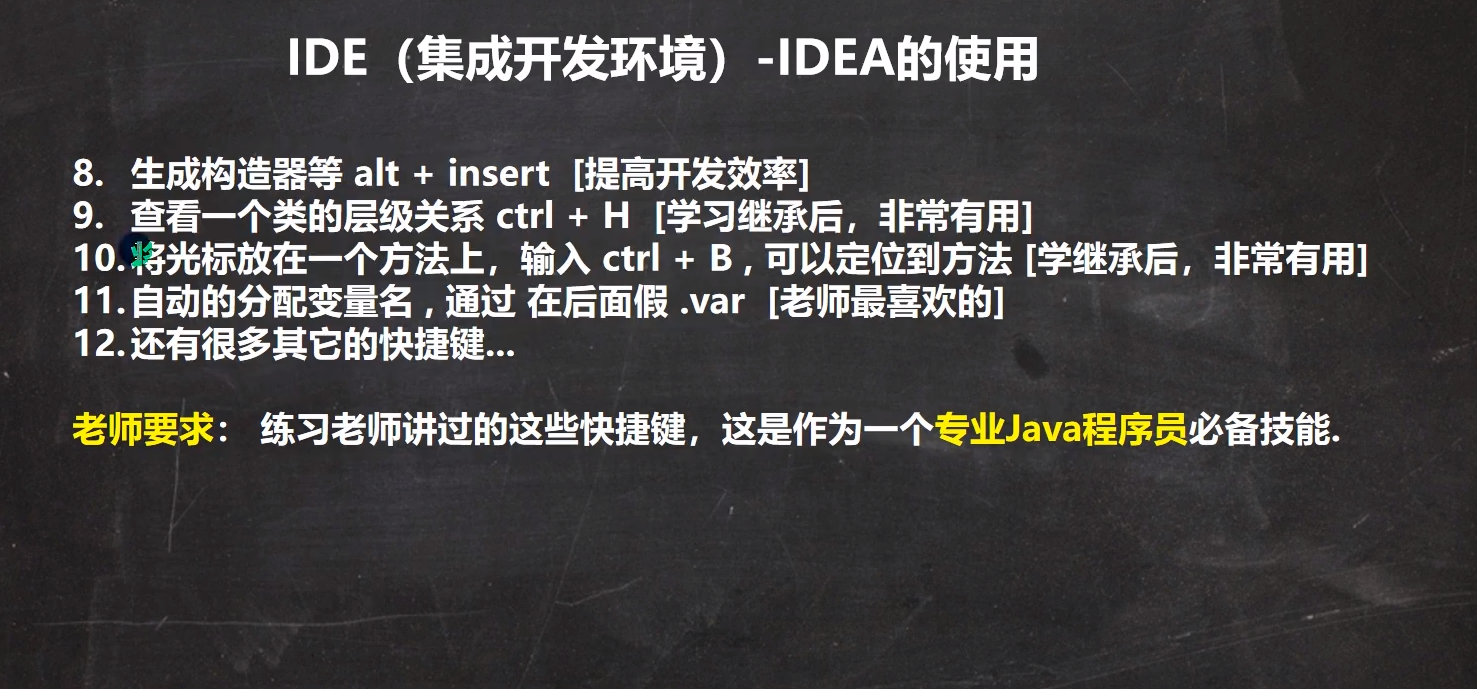 IDE（集成开发环境）-IDEA的使用
8. 生成构造器等 alt + insert [提高开发效率]
9. 查看一个类的层级关系 ctrl + H [学习继承后，非常有用]
10. 将光标放在一个方法上，输入 ctrl + B , 可以定位到方法 [学继承后，非常有用]
11. 自动的分配变量名 , 通过 在后面假 .var [老师最喜欢的]
12. 还有很多其它的快捷键...
老师要求： 练习老师讲过的这些快捷键，这是作为一个专业Java程序员必备技能.